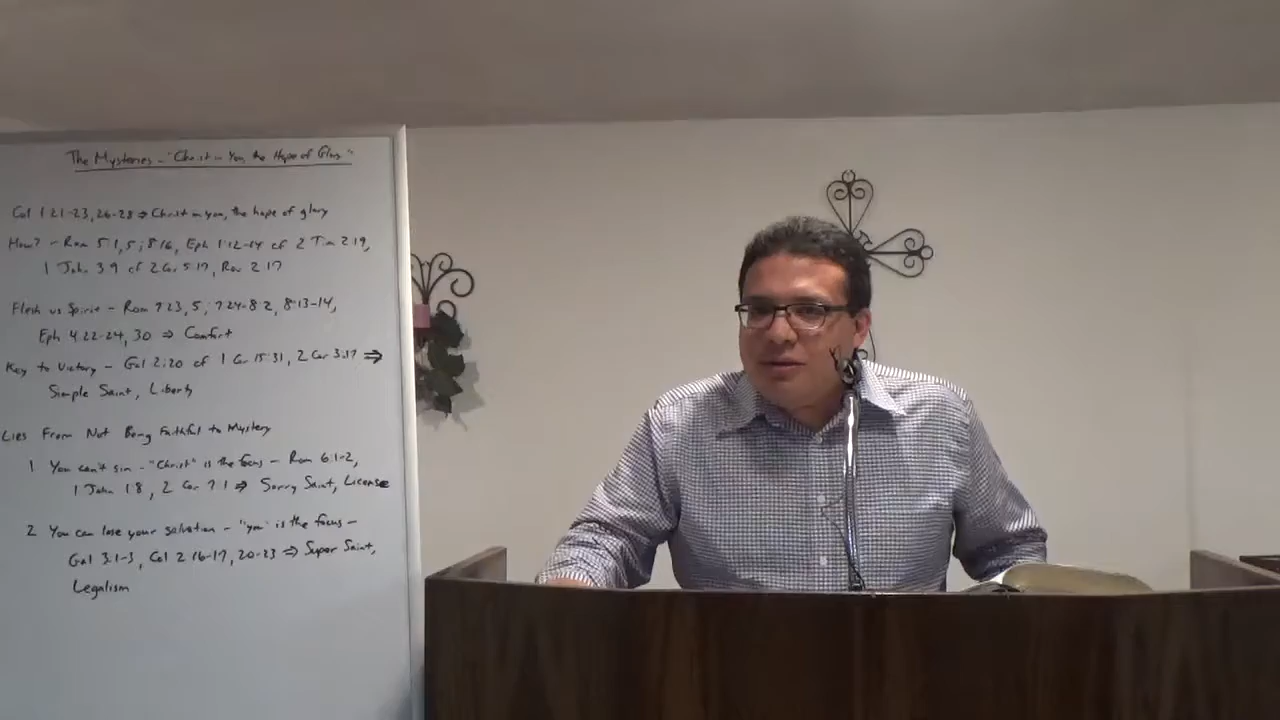 The Mysteries - "Christ in You, the Hope of Glory"
Col 1:21-23, 26-28 ⇒ Christ in you, the hope of glory
How? - Rom 5:1, 5; 8:16, Eph 1:12-14 cf 2 Tim 2:19,
1 John 3:9 cf 2 Cor 5:17, Rev 2:17
Flesh vs Spirit - Rom 7:23, 5; 7:24-8:2, 8:13-14,
Eph 4:22-24, 30 ⇒ Comfort
Key to Victory - Gal 2:20 cf 1 Cor 15:31, 2 Cor 3:17 ⇒
Simple Saint, Liberty
Lies From Not Being Faithful to Mystery
1 You can't sin - "Christ" is the focus - Rom 6:1-2,
1 John 1:8, 2 Cor 7:1 ⇒ Sorry Saint, License
2 You can lose your salvation - "you" is the focus -
Gal 3:1-3, Col 2:16-17, 20-23 ⇒ Super Saint,
Legalism